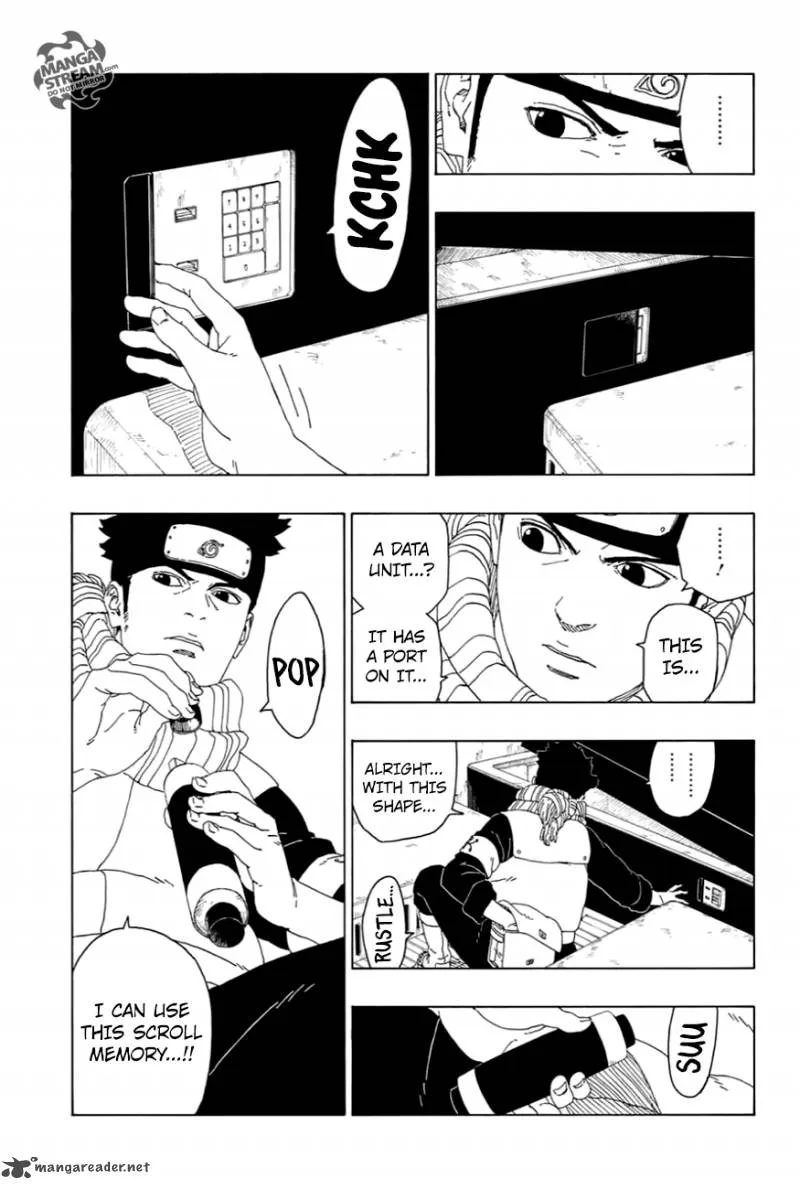 MANGA
STREAM.com
DO NOT MIRROR
........
KCHK
......!
THIS
IS...
A DATA
UNIT...?
IT HAS
A PORT
ON IT...
........
ALRIGHT...
WITH THIS
SHAPE...
RUSTLE...
SUU
POP
I CAN USE
THIS SCROLL
MEMORY...!!
mangareader.net